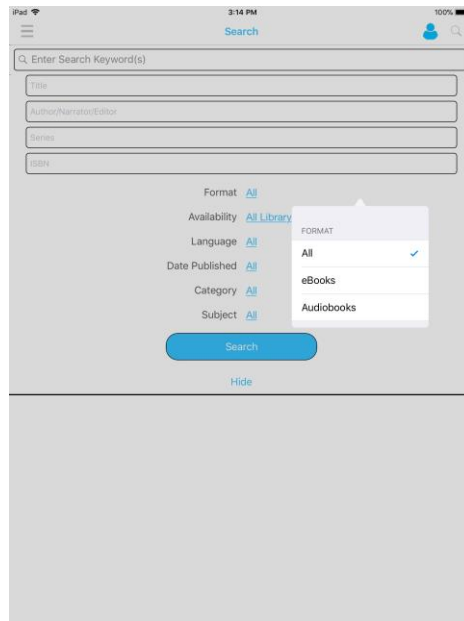 iPad 3:14 PM 100%
Search
Enter Search Keyword(s)
Title
Author/Narrator/Editor
Series
ISBN
Format All
Availability All Library
Language All
Date Published All
Category All
Subject All
FORMAT
All
eBooks
Audiobooks
Search
Hide